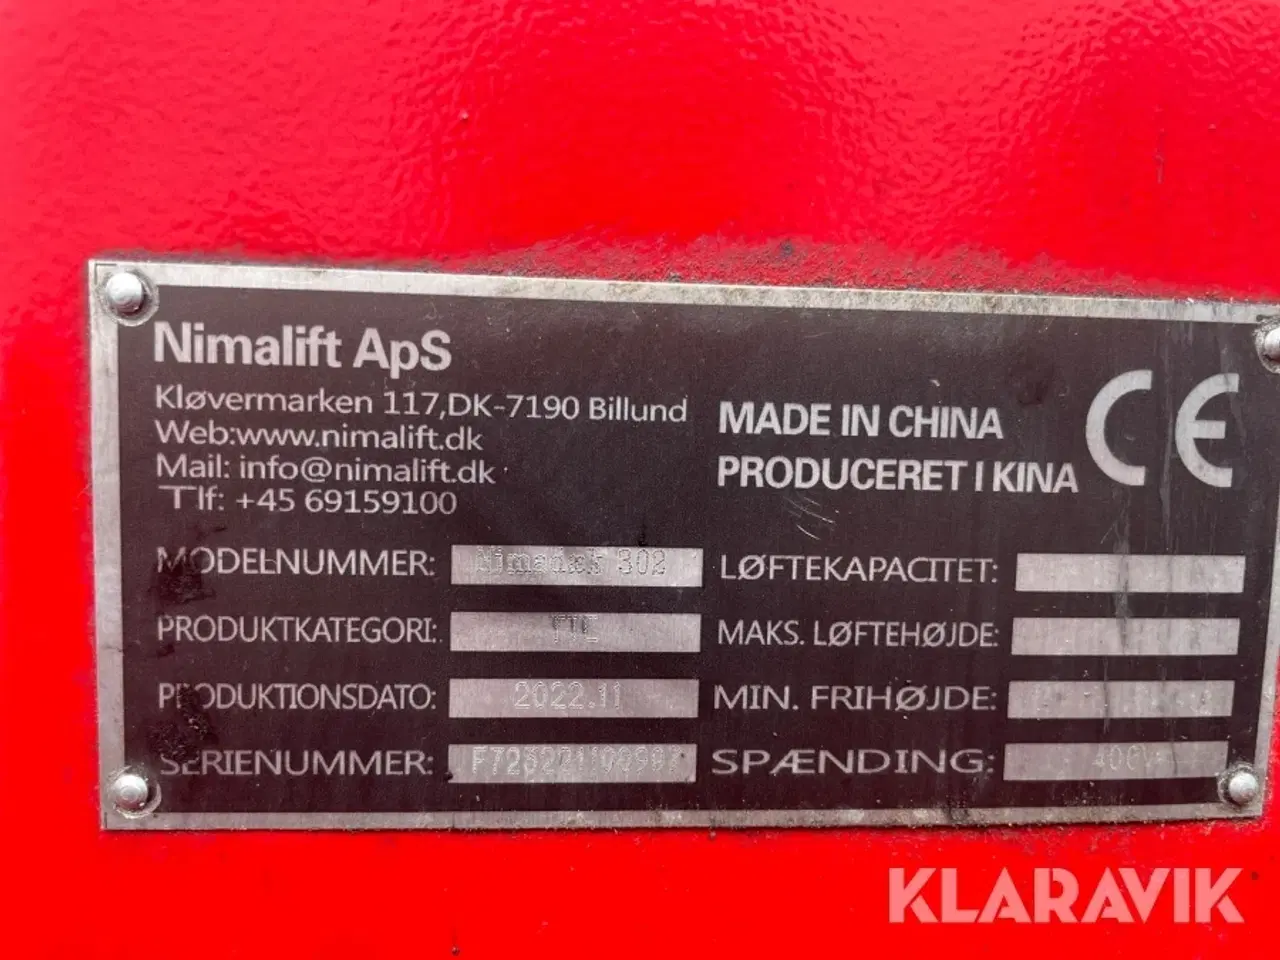 Nimalift ApS
Kløvermarken 117,DK-7190 Billund
Web:www.nimalift.dk
Mail: info@nimalift.dk
Tlf: +45 69159100
MADE IN CHINA
PRODUCERET I KINA
CE
MODELNUMMER: 302
PRODUKTKATEGORI:
PRODUKTIONSDATO: 2022.11
SERIENUMMER:
LØFTEKAPACITET:
MAKS. LØFTEHØJDE:
MIN. FRIHØJDE:
SPÆNDING:
KLARAVIK